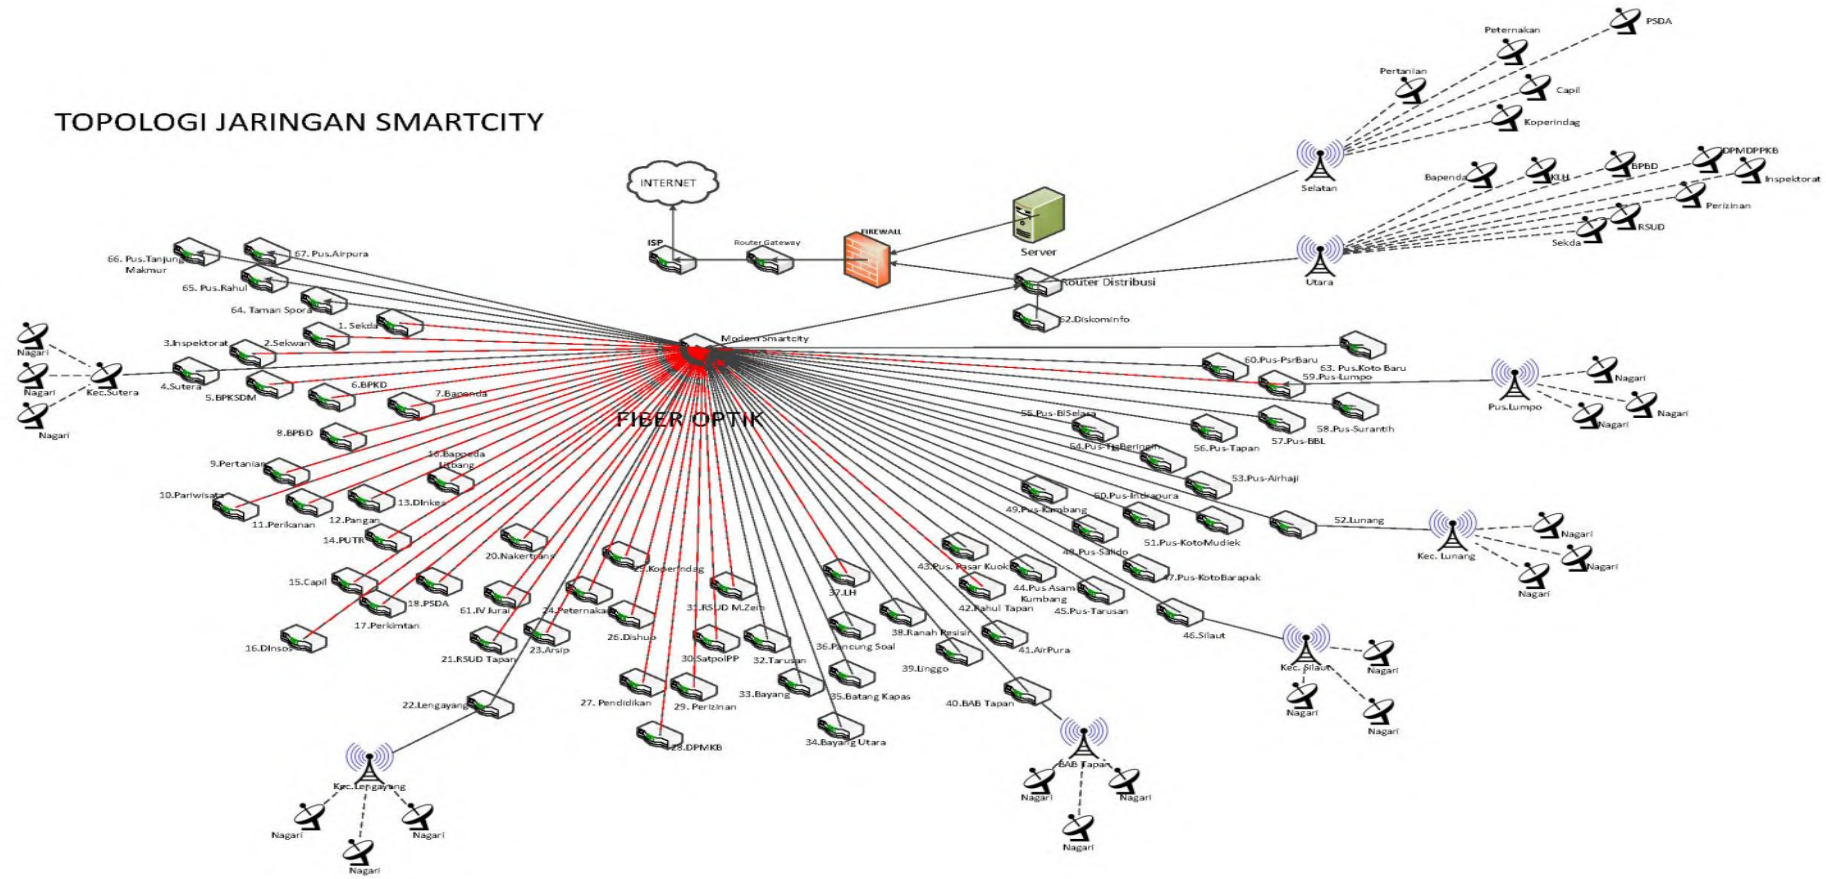 TOPOLOGI JARINGAN SMARTCITY
PSDA
Peternakan
Pertanian
Capil
Koperindag
Selatan
Bapenda
KLH
BPBD
DPMDPPKB
Inspektorat
Perizinan
RSUD
Sekda
Utara
INTERNET
ISP
Router Gateway
FIREWALL
Server
Router Distribusi
62.Diskominfo
Modem Smartcity
FIBER OPTIK
66. Pus.Tanjung
Makmur
67. Pus.Airpura
65. Pus.Rahul
64. Taman Spora
1. Sekda
2.Sekwan
3.Inspektorat
4.Sutera
Kec.Sutera
Nagari
Nagari
Nagari
5.BPKSDM
6.BPKD
7.Bapenda
8.BPBD
9.Pertanian
10.Pariwisata
11.Perikanan
12.Pangan
13.Dinkes
14.PUTR
15.Capil
16.Dinsos
17.Perkimtan
18.PSDA
20.Nakertrans
61.IV Jurai
21.RSUD Tapan
22.Lengayang
Kec.Lengayang
Nagari
Nagari
Nagari
23.Arsip
24.Peternakan
25.Koperindag
26.Dishub
27. Pendidikan
28.DPMKB
29. Perizinan
30.SatpolPP
31.RSUD M.Zein
32.Tarusan
33.Bayang
34.Bayang Utara
35.Batang Kapas
36.Pancung Soal
37.LH
38.Ranah Pesisir
39.Linggo
40.BAB Tapan
BAB Tapan
Nagari
Nagari
Nagari
41.AirPura
42.Rahul Tapan
43.Pus. Pasar Kuok
44.Pus Asam
Kumbang
45.Pus-Tarusan
46.Silaut
Kec. Silaut
Nagari
Nagari
Nagari
47.Pus-KotoBarapak
48.Pus-Salido
49.Pus-Kambang
50.Pus-Indrapura
51.Pus-KotoMudiek
52.Lunang
Kec. Lunang
Nagari
Nagari
Nagari
53.Pus-Airhaji
54.Pus-TjgBeringin
55.Pus-BlSelasa
56.Pus-Tapan
57.Pus-BBL
58.Pus-Surantih
59.Pus-Lumpo
60.Pus-PsrBaru
63. Pus.Koto Baru
Pus.Lumpo
Nagari
Nagari
Nagari